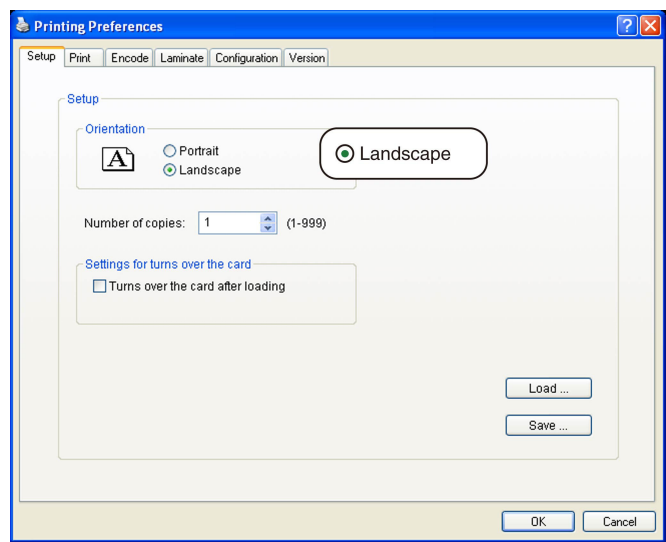 Printing Preferences
Setup Print Encode Laminate Configuration Version
Setup
Orientation
A
Portrait
Landscape
Landscape
Number of copies: 1 (1-999)
Settings for turns over the card
Turns over the card after loading
Load ...
Save ...
OK Cancel